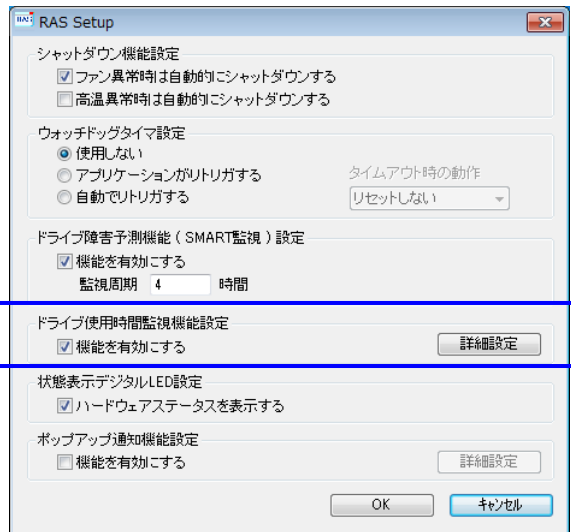 RAS RAS Setup
シャットダウン機能設定
ファン異常時は自動的にシャットダウンする
高温異常時は自動的にシャットダウンする
ウォッチドッグタイマ設定
使用しない
アプリケーションがリトリガする
タイムアウト時の動作
自動でリトリガする
リセットしない
ドライブ障害予測機能 ( SMART監視 ) 設定
機能を有効にする
監視周期 4 時間
ドライブ使用時間監視機能設定
機能を有効にする 詳細設定
状態表示デジタルLED設定
ハードウェアステータスを表示する
ポップアップ通知機能設定
機能を有効にする 詳細設定
OK キャンセル